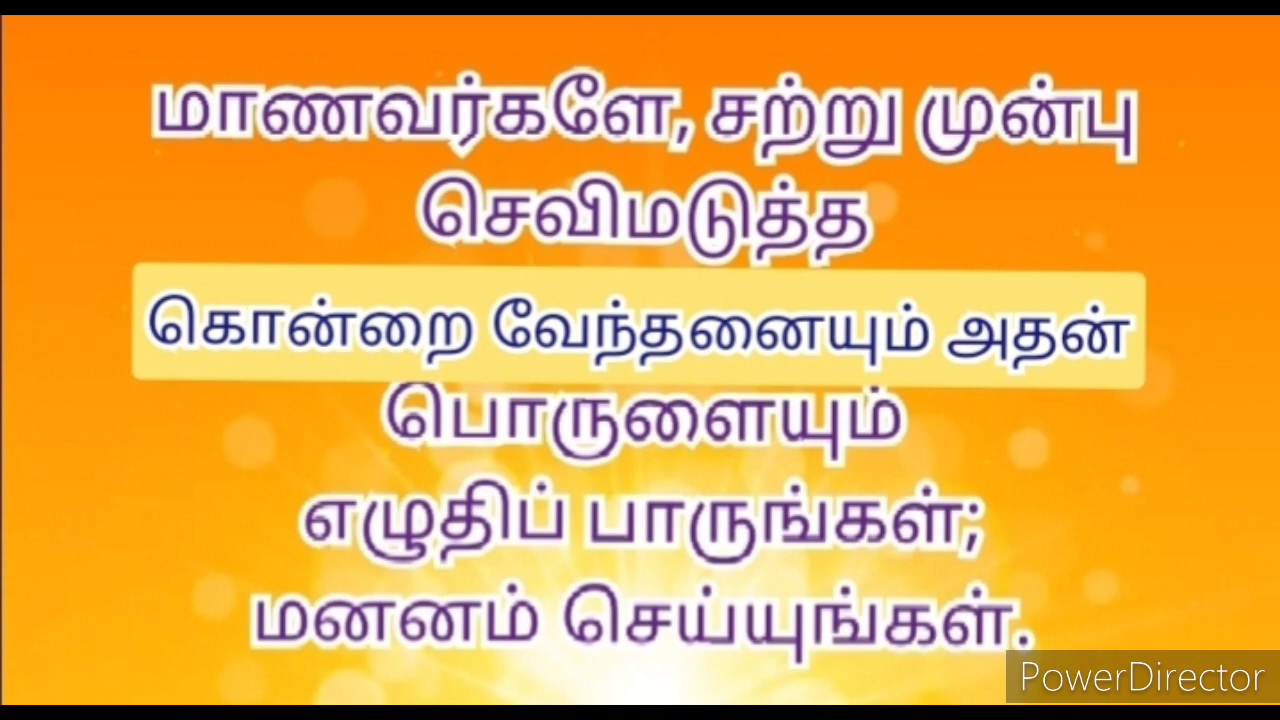 மாணவர்களே, சற்று முன்பு
செவிமடுத்த
கொன்றை வேந்தனையும் அதன்
பொருளையும்
எழுதிப் பாருங்கள்;
மனனம் செய்யுங்கள்.
PowerDirector